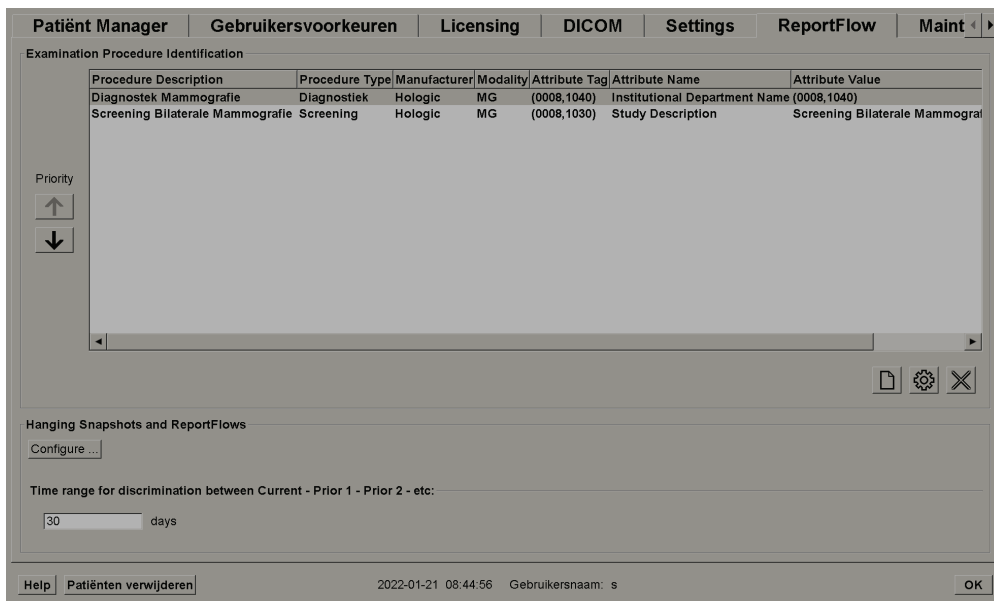 Patiënt Manager Gebruikersvoorkeuren Licensing DICOM Settings ReportFlow Maint
Examination Procedure Identification
Procedure Description Procedure Type Manufacturer Modality Attribute Tag Attribute Name Attribute Value
Diagnostek Mammografie Diagnostiek Hologic MG (0008,1040) Institutional Department Name (0008,1040)
Screening Bilaterale Mammografie Screening Hologic MG (0008,1030) Study Description Screening Bilaterale Mammograf
Priority
Hanging Snapshots and ReportFlows
Configure ...
Time range for discrimination between Current - Prior 1 - Prior 2 - etc:
30 days
Help Patiënten verwijderen 2022-01-21 08:44:56 Gebruikersnaam: s OK